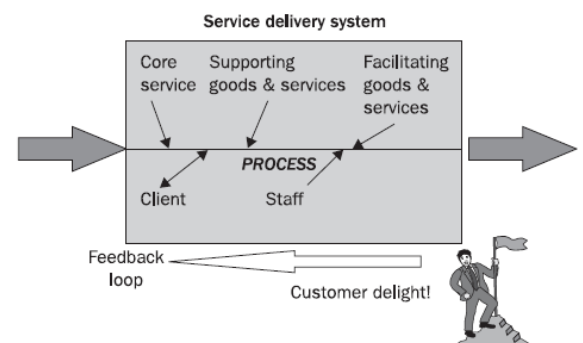 Service delivery system
Core
service
Supporting
goods & services
Facilitating
goods &
services
PROCESS
Client
Staff
Feedback
loop
Customer delight!